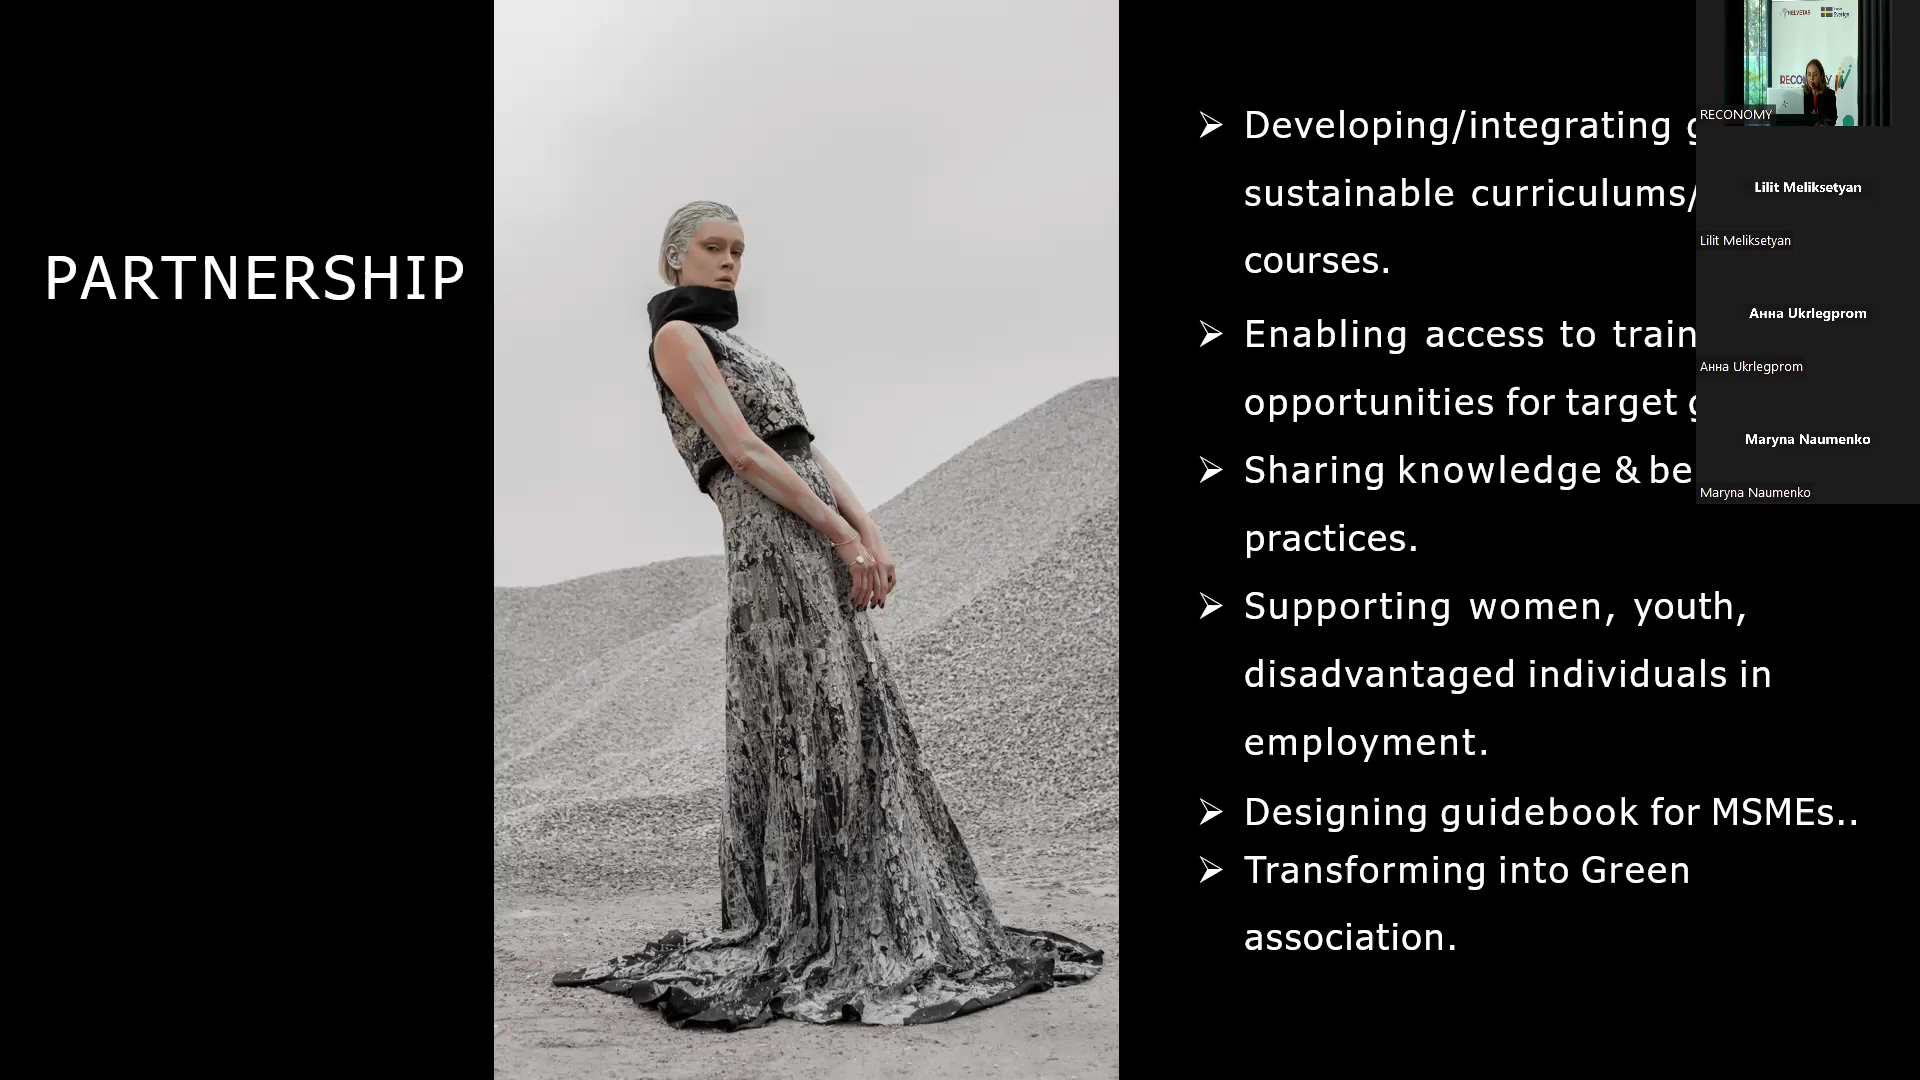 PARTNERSHIP
➢ Developing/integrating
sustainable curriculums/
courses.
➢ Enabling access to
opportunities for target
➢ Sharing knowledge &
practices.
➢ Supporting women, youth,
disadvantaged individuals in
employment.
➢ Designing guidebook for MSMEs..
➢ Transforming into Green
association.
HELVETAS
Sverige
RECONOMY
Lilit Meliksetyan
Lilit Meliksetyan
Анна Ukrlegprom
Анна Ukrlegprom
Maryna Naumenko
Maryna Naumenko